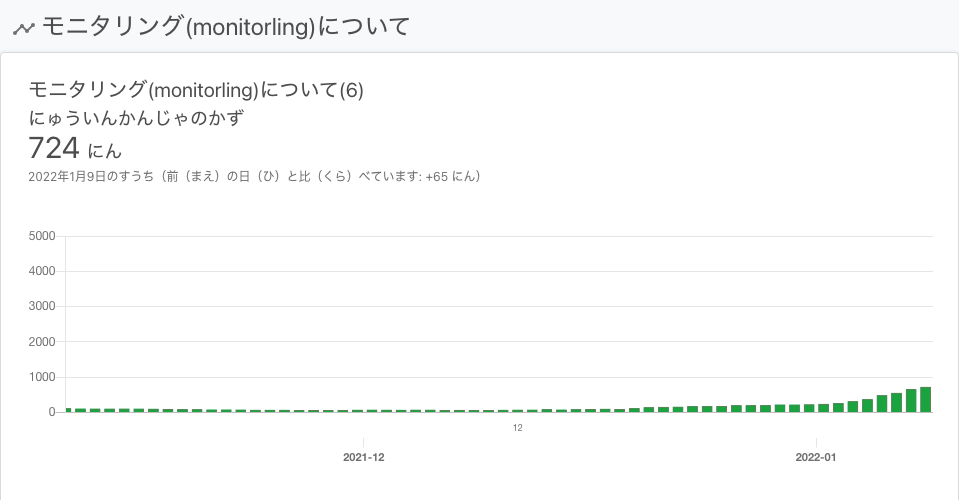 モニタリング(monitorling)について
モニタリング(monitorling)について(6)
にゅういんかんじゃのかず
724 にん
2022年1月9日のすうち（前（まえ）の日（ひ）と比（くら）べています: +65 にん）
5000
4000
3000
2000
1000
0
12
2021-12
2022-01